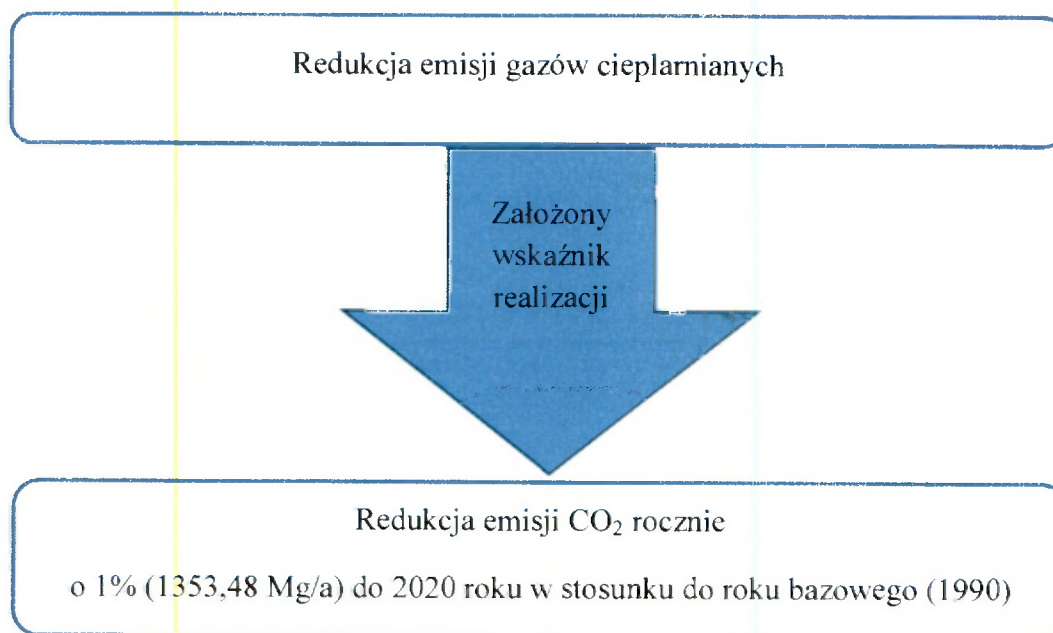 Redukcja emisji gazów cieplarnianych
Założony
wskaźnik
realizacji
Redukcja emisji CO₂ rocznie
o 1% (1353,48 Mg/a) do 2020 roku w stosunku do roku bazowego (1990)